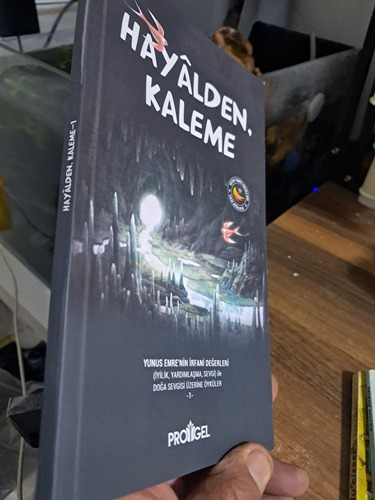 HAYÂLDEN,
KALEME
HAYÂLDEN, KALEME-1
YUNUS EMRE'NİN İRFANİ DEĞERLERİ
(İYİLİK, YARDIMLAŞMA, SEVGİ) ile
DOĞA SEVGİSİ ÜZERİNE ÖYKÜLER
-1-
PROTGEL